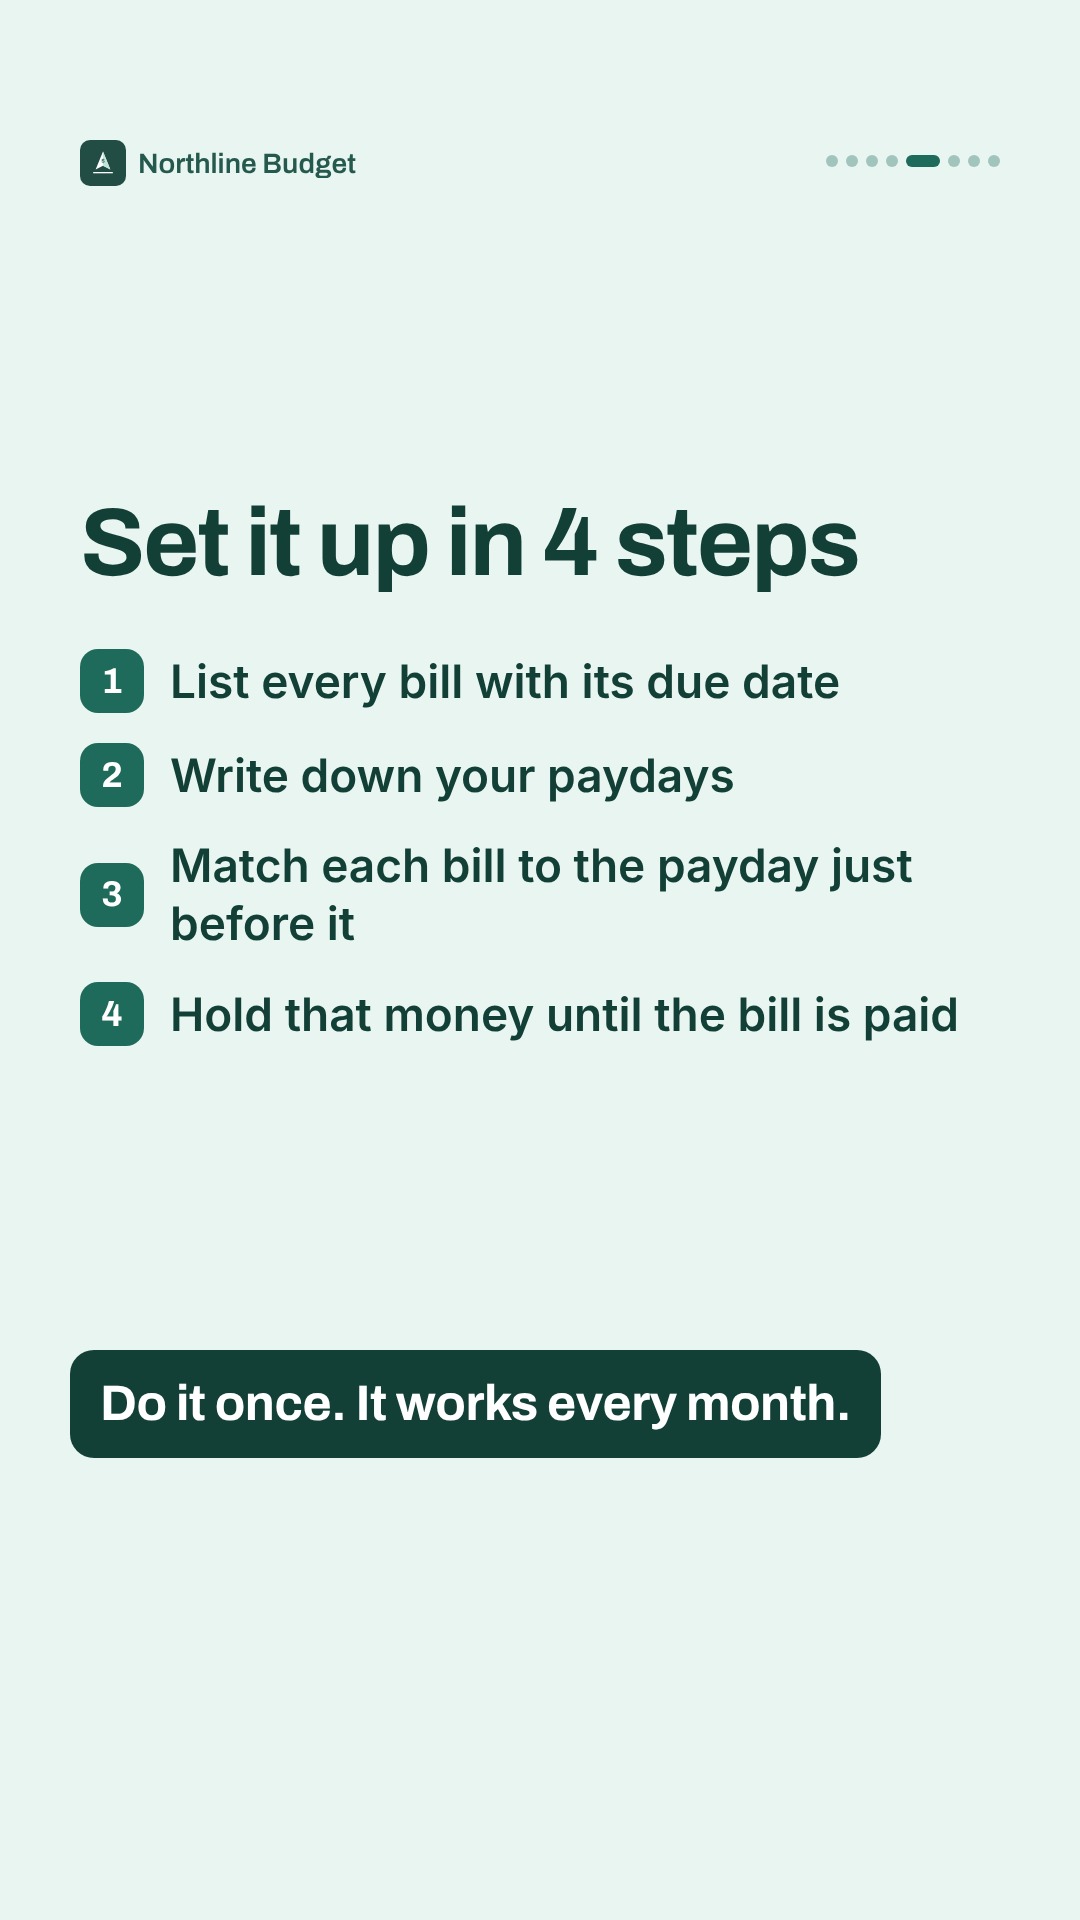 Northline Budget
Set it up in 4 steps
1 List every bill with its due date
2 Write down your paydays
3 Match each bill to the payday just
before it
4 Hold that money until the bill is paid
Do it once. It works every month.